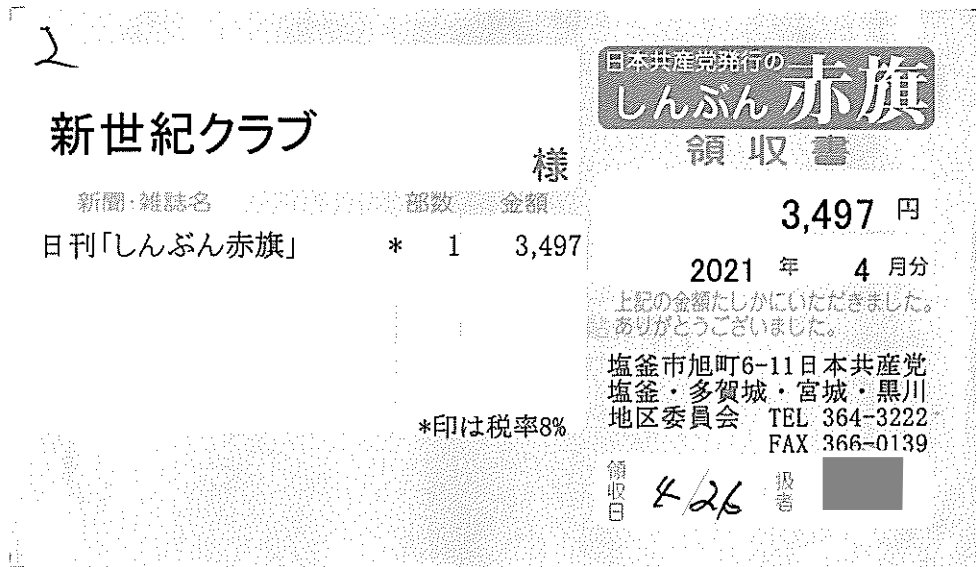 2
新世紀クラブ
様
新聞・雑誌名 部数 金額
日刊「しんぶん赤旗」 * 1 3,497
*印は税率8%
日本共産党発行の
しんぶん赤旗
領収書
3,497 円
2021 年 4 月分
上記の金額たしかにいただきました。
ありがとうございました。
塩釜市旭町6-11日本共産党
塩釜・多賀城・宮城・黒川
地区委員会 TEL 364-3222
FAX 366-0139
領収日 4/26 扱者